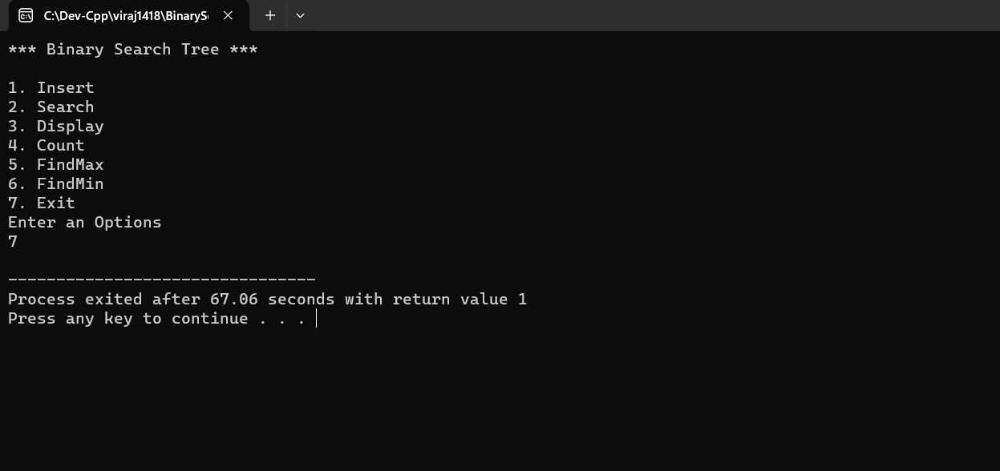 C:\Dev-Cpp\viraj1418\BinaryS
*** Binary Search Tree ***
1. Insert
2. Search
3. Display
4. Count
5. FindMax
6. FindMin
7. Exit
Enter an Options
7
--------------------------------
Process exited after 67.06 seconds with return value 1
Press any key to continue . . .